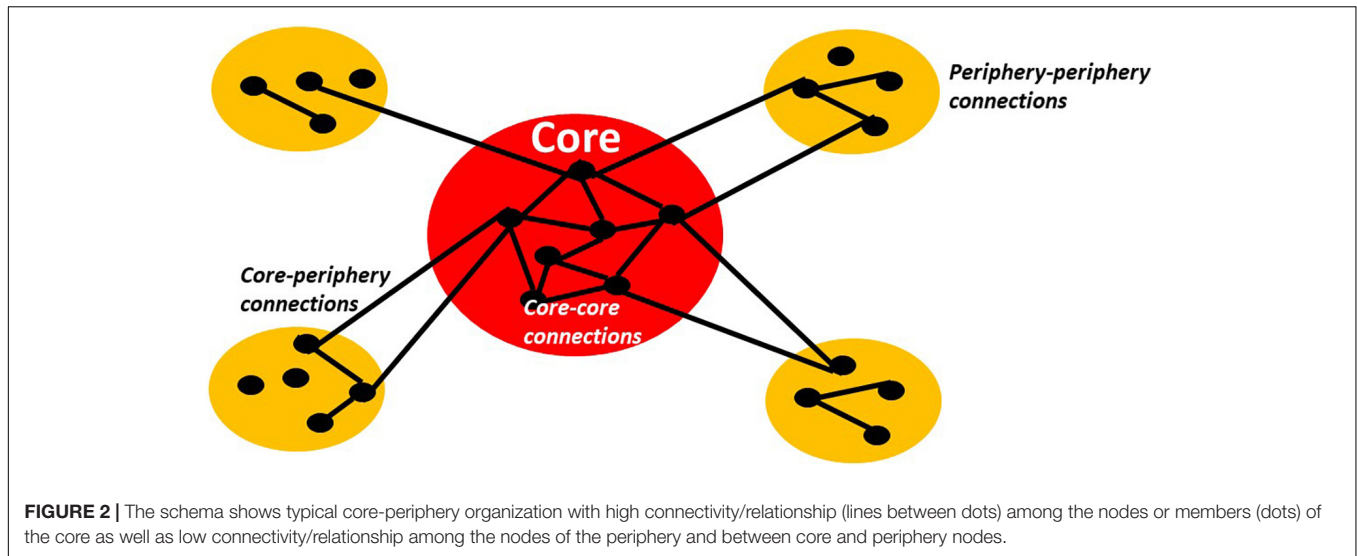 Periphery-periphery
connections
Core
Core-periphery
connections
Core-core
connections
FIGURE 2 | The schema shows typical core-periphery organization with high connectivity/relationship (lines between dots) among the nodes or members (dots) of
the core as well as low connectivity/relationship among the nodes of the periphery and between core and periphery nodes.